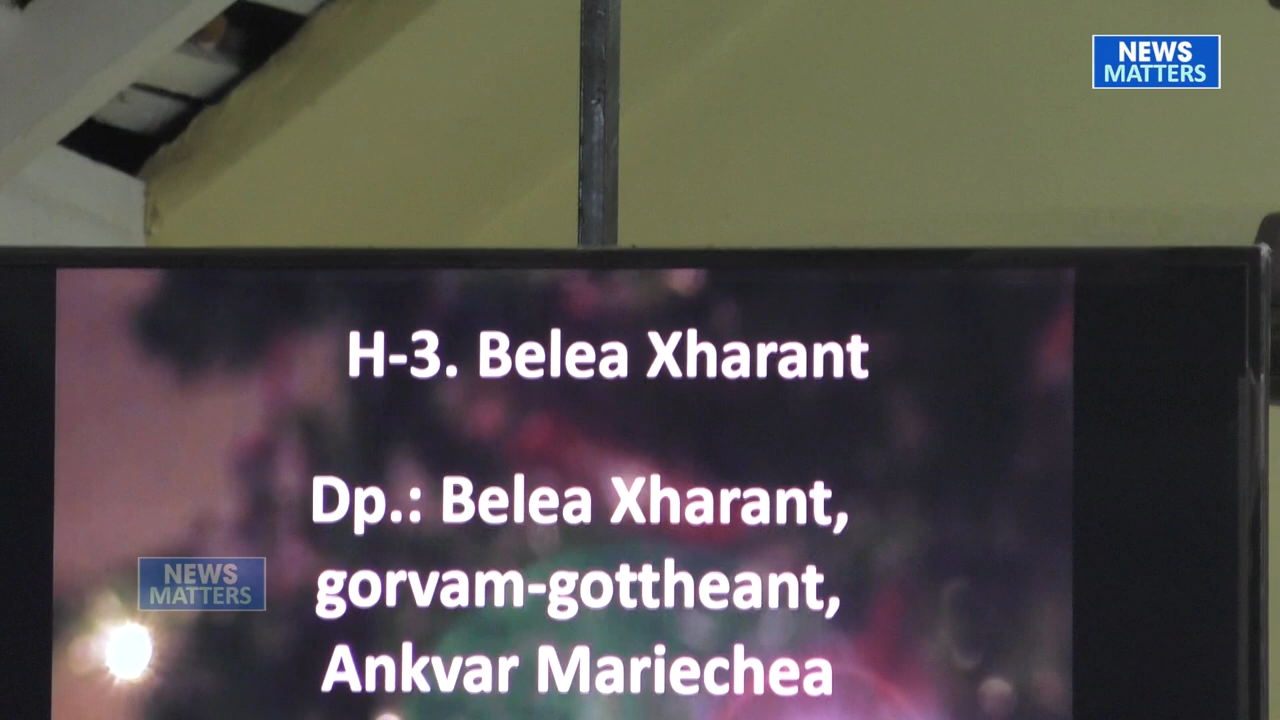 NEWS
MATTERS
H-3. Belea Xharant
Dp.: Belea Xharant,
gorvam-gottheant,
Ankvar Mariechea
NEWS
MATTERS